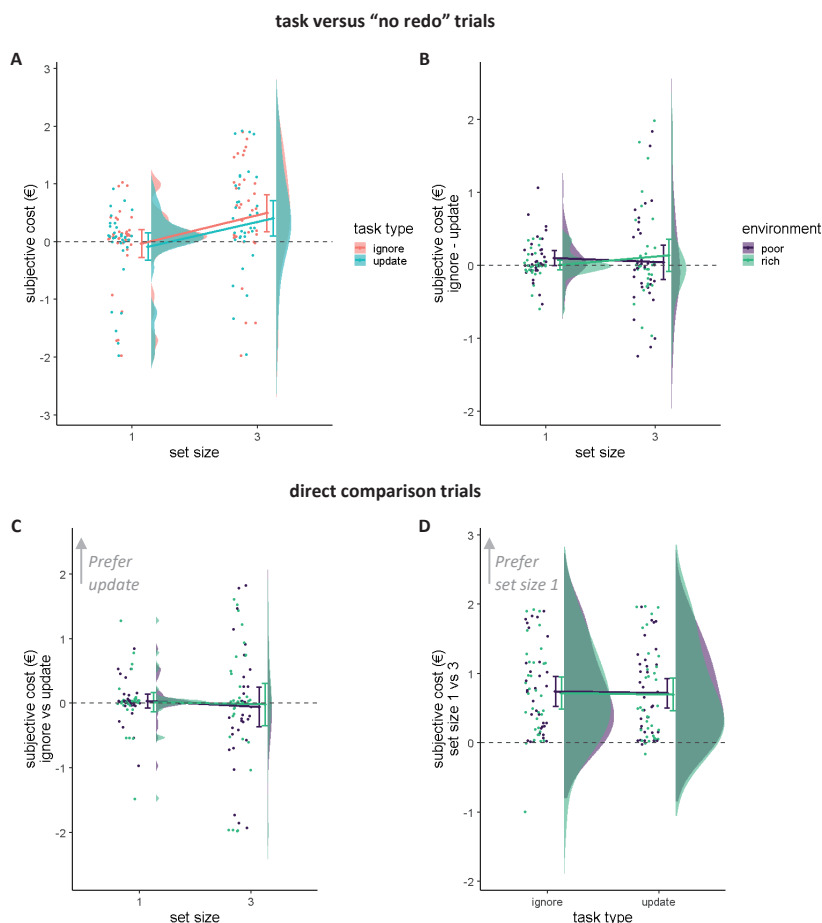 task versus “no redo” trials
A
3
2
1
0
-1
-2
-3
subjective cost (€)
1
3
set size
task type
ignore
update
B
2
1
0
-1
-2
subjective cost (€)
ignore - update
1
3
set size
environment
poor
rich
direct comparison trials
C
Prefer
update
2
1
0
-1
-2
subjective cost (€)
ignore vs update
1
3
set size
D
Prefer
set size 1
3
2
1
0
-1
-2
subjective cost (€)
set size 1 vs 3
ignore
update
task type